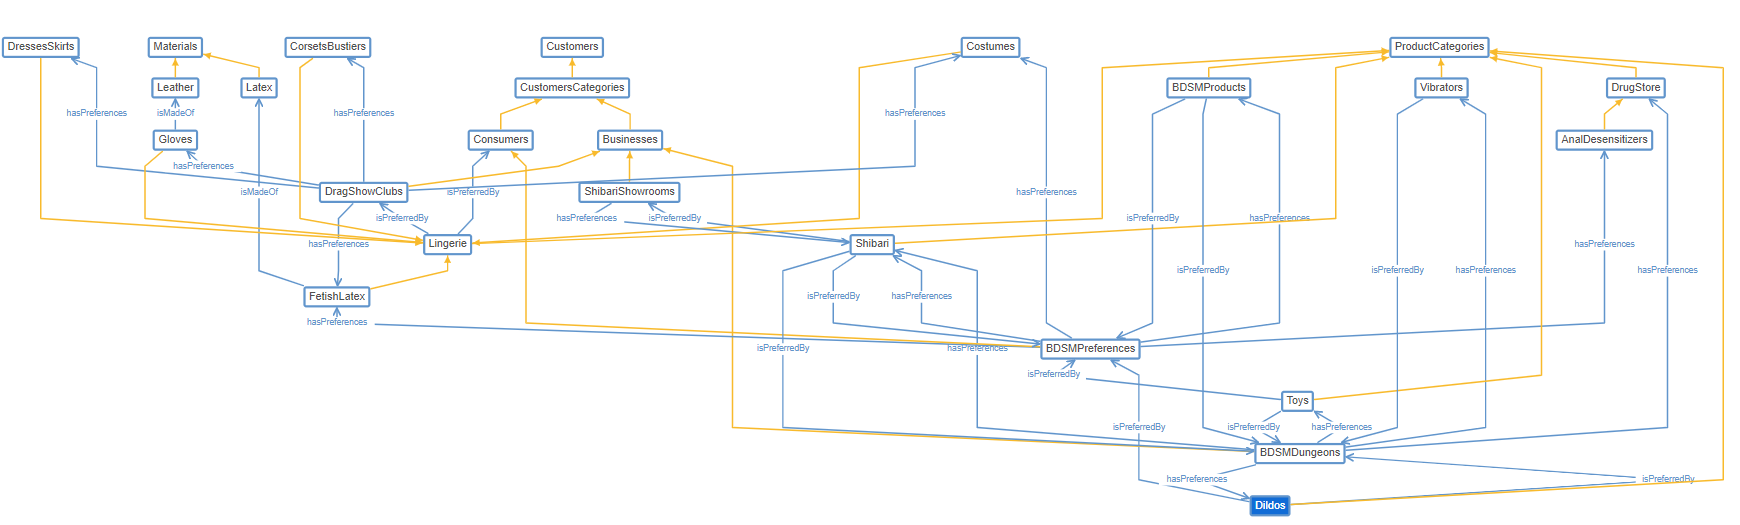 DressesSkirts
Materials
CorsetsBustiers
Customers
Costumes
ProductCategories
Leather
Latex
CustomersCategories
BDSMProducts
Vibrators
DrugStore
hasPreferences
isMadeOf
hasPreferences
hasPreferences
Gloves
Consumers
Businesses
AnalDesensitizers
hasPreferences
isMadeOf
DragShowClubs
isPreferredBy
ShibariShowrooms
hasPreferences
isPreferredBy
hasPreferences
isPreferredBy
isPreferredBy
hasPreferences
hasPreferences
Lingerie
Shibari
hasPreferences
isPreferredBy
isPreferredBy
hasPreferences
hasPreferences
FetishLatex
isPreferredBy
hasPreferences
hasPreferences
isPreferredBy
hasPreferences
BDSMPreferences
isPreferredBy
Toys
isPreferredBy
isPreferredBy
hasPreferences
BDSMDungeons
hasPreferences
isPreferredBy
Dildos